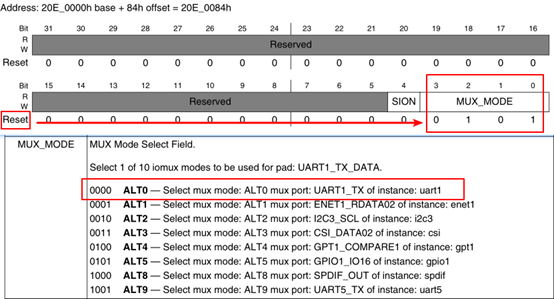 Address: 20E_0000h base + 84h offset = 20E_0084h
Bit 31 30 29 28 27 26 25 24 23 22 21 20 19 18 17 16
R
W
Reserved
Reset 0 0 0 0 0 0 0 0 0 0 0 0 0 0 0 0
Bit 15 14 13 12 11 10 9 8 7 6 5 4 3 2 1 0
R
W
Reserved SION MUX_MODE
Reset 0 0 0 0 0 0 0 0 0 0 0 0 0 1 0 1
MUX_MODE MUX Mode Select Field.
Select 1 of 10 iomux modes to be used for pad: UART1_TX_DATA.
0000 ALT0 — Select mux mode: ALT0 mux port: UART1_TX of instance: uart1
0001 ALT1 — Select mux mode: ALT1 mux port: ENET1_RDATA02 of instance: enet1
0010 ALT2 — Select mux mode: ALT2 mux port: I2C3_SCL of instance: i2c3
0011 ALT3 — Select mux mode: ALT3 mux port: CSI_DATA02 of instance: csi
0100 ALT4 — Select mux mode: ALT4 mux port: GPT1_COMPARE1 of instance: gpt1
0101 ALT5 — Select mux mode: ALT5 mux port: GPIO1_IO16 of instance: gpio1
1000 ALT8 — Select mux mode: ALT8 mux port: SPDIF_OUT of instance: spdif
1001 ALT9 — Select mux mode: ALT9 mux port: UART5_TX of instance: uart5